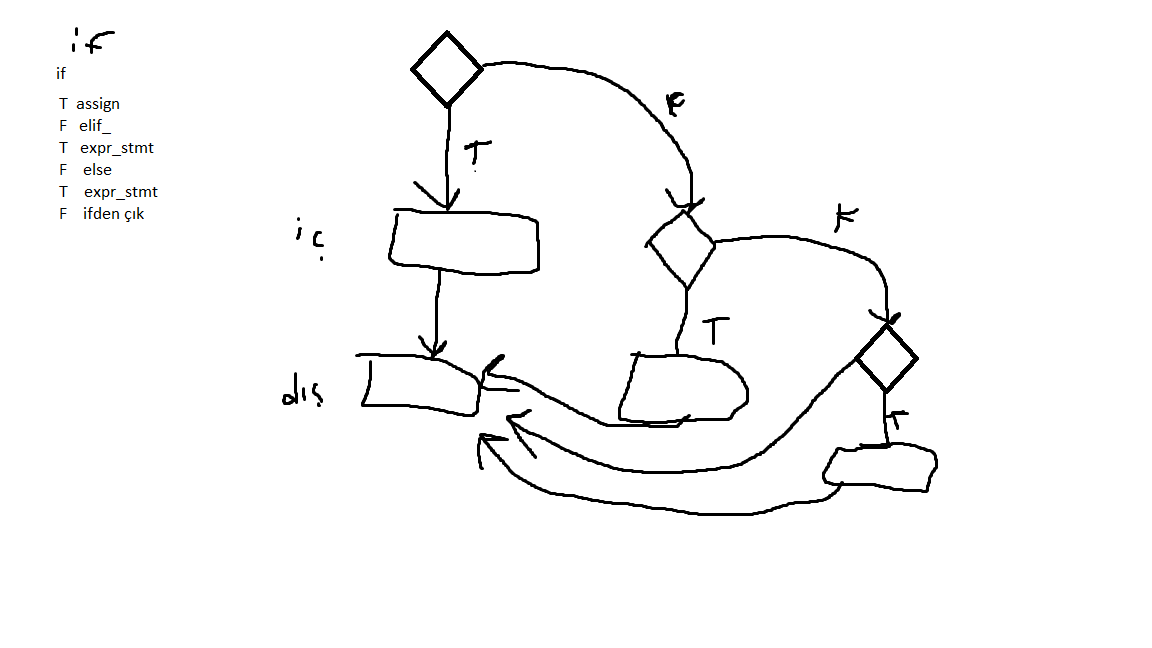 if
if
T assign
F elif_
T expr_stmt
F else
T expr_stmt
F ifden çık
F
T
iç
F
T
dış
T